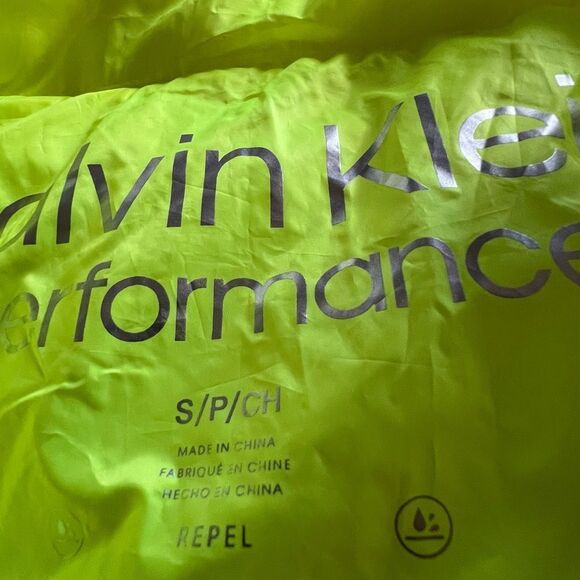 alvin Klei
erformance
S/P/CH
MADE IN CHINA
FABRIQUÉ EN CHINE
HECHO EN CHINA
REPEL